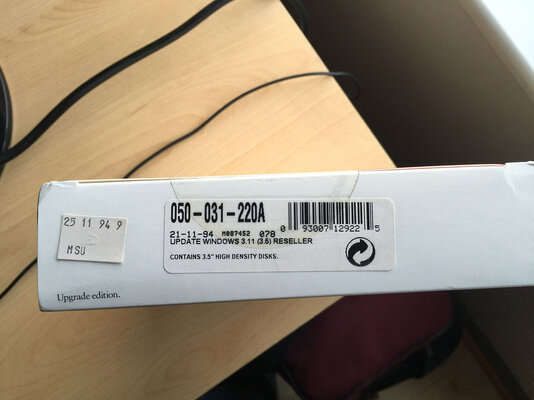 25 11 94 9
MSU
Upgrade edition.
050-031-220A
21-11-94 M087452 078
UPDATE WINDOWS 3.11 (3.5) RESELLER
CONTAINS 3.5" HIGH DENSITY DISKS.
0 93007 12922 5